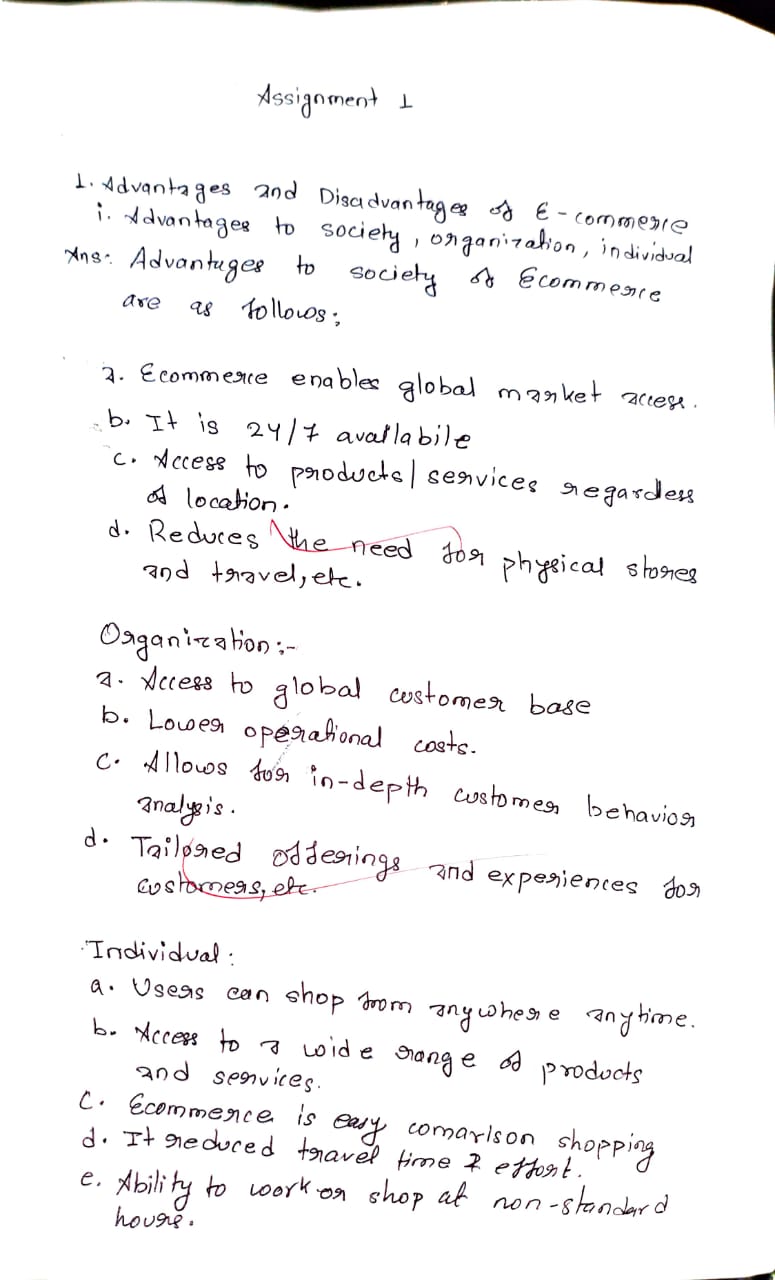 Assignment 1
1. Advantages and Disadvantages of E-commerce
i. Advantages to society, organization, individual
Ans: Advantages to society of Ecommerce
are as follows;
a. Ecommerce enables global market access.
b. It is 24/7 availabile
c. Access to products/services regardess
of location.
d. Reduces the need for physical stores
and travel, etc.
Organization:-
a. Access to global customer base
b. Lower operational costs.
c. Allows for in-depth customer behavior
analysis.
d. Tailored offerings and experiences for
customers, etc.
Individual:
a. Users can shop from anywhere anytime.
b. Access to a wide range of products
and services.
c. Ecommerce is easy comarison shopping
d. It reduced travel time & effort.
e. Ability to work or shop at non-standard
hours.